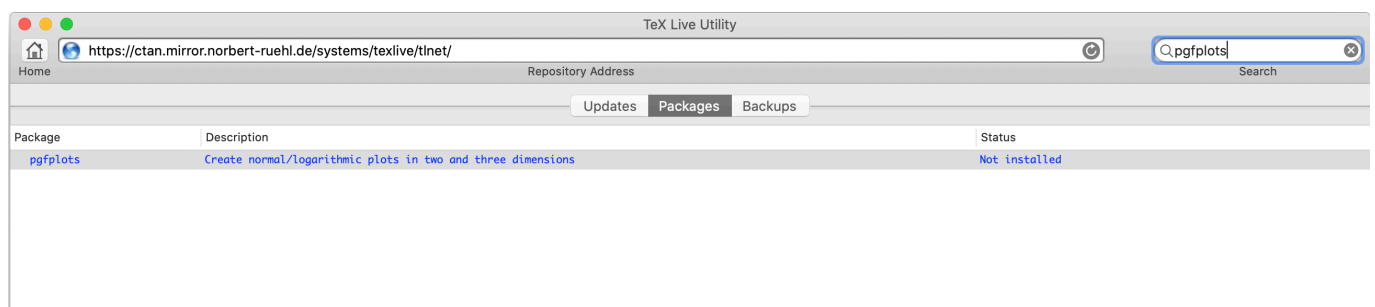 TeX Live Utility
https://ctan.mirror.norbert-ruehl.de/systems/texlive/tlnet/ pgfplots
Home Repository Address Search
Updates Packages Backups
Package Description Status
pgfplots Create normal/logarithmic plots in two and three dimensions Not installed